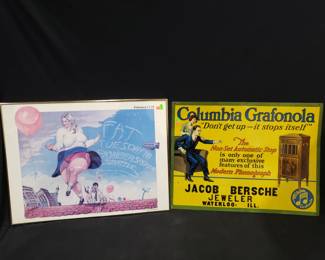 FAT
TUESDAY
Columbia Grafonola
"Don't get up—it stops itself"
The
Non-Set Automatic Stop
is only one of
many exclusive
features of this
Modern Phonograph
JACOB BERSCHE
JEWELER
WATERLOO- ILL.